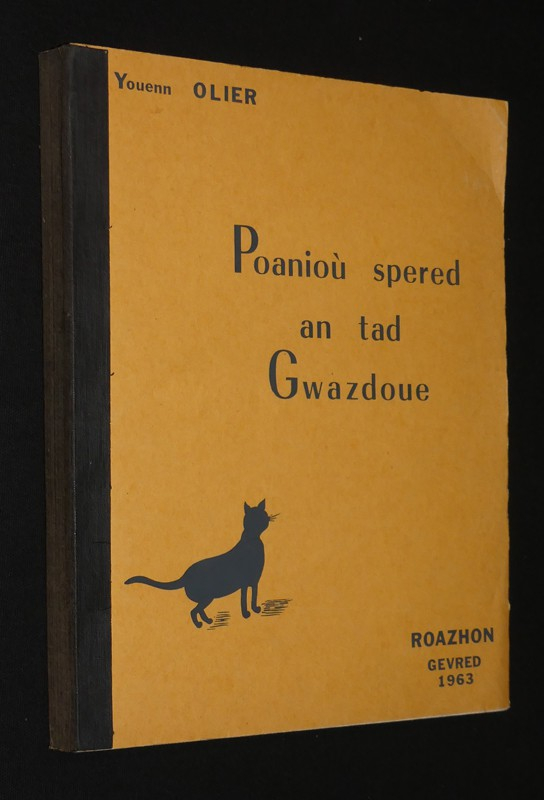 Youenn OLIER
Poanioù spered
an tad
Gwazdoue
ROAZHON
GEVRED
1963